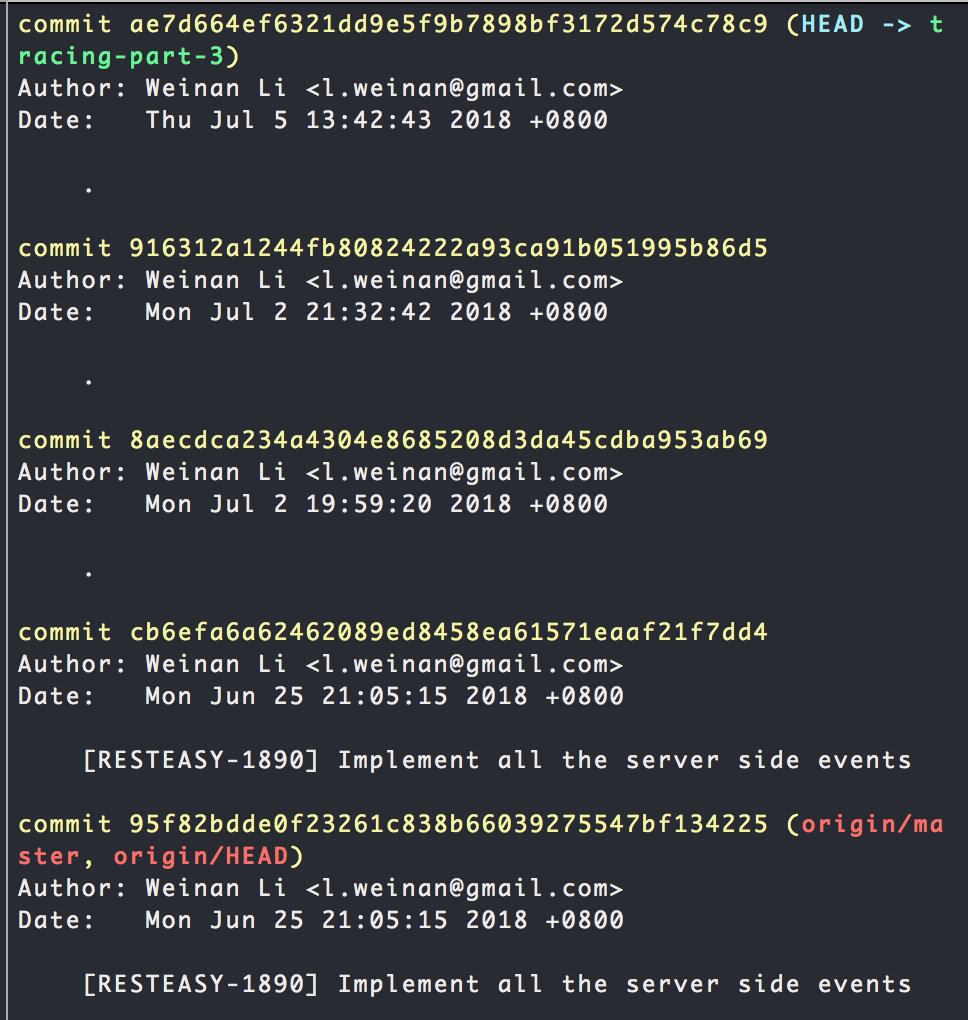 commit ae7d664ef6321dd9e5f9b7898bf3172d574c78c9 (HEAD -> t
racing-part-3)
Author: Weinan Li <l.weinan@gmail.com>
Date:   Thu Jul 5 13:42:43 2018 +0800
    .
commit 916312a1244fb80824222a93ca91b051995b86d5
Author: Weinan Li <l.weinan@gmail.com>
Date:   Mon Jul 2 21:32:42 2018 +0800
    .
commit 8aecdca234a4304e8685208d3da45cdba953ab69
Author: Weinan Li <l.weinan@gmail.com>
Date:   Mon Jul 2 19:59:20 2018 +0800
    .
commit cb6efa6a62462089ed8458ea61571eaaf21f7dd4
Author: Weinan Li <l.weinan@gmail.com>
Date:   Mon Jun 25 21:05:15 2018 +0800
    [RESTEASY-1890] Implement all the server side events
commit 95f82bdde0f23261c838b66039275547bf134225 (origin/ma
ster, origin/HEAD)
Author: Weinan Li <l.weinan@gmail.com>
Date:   Mon Jun 25 21:05:15 2018 +0800
    [RESTEASY-1890] Implement all the server side events